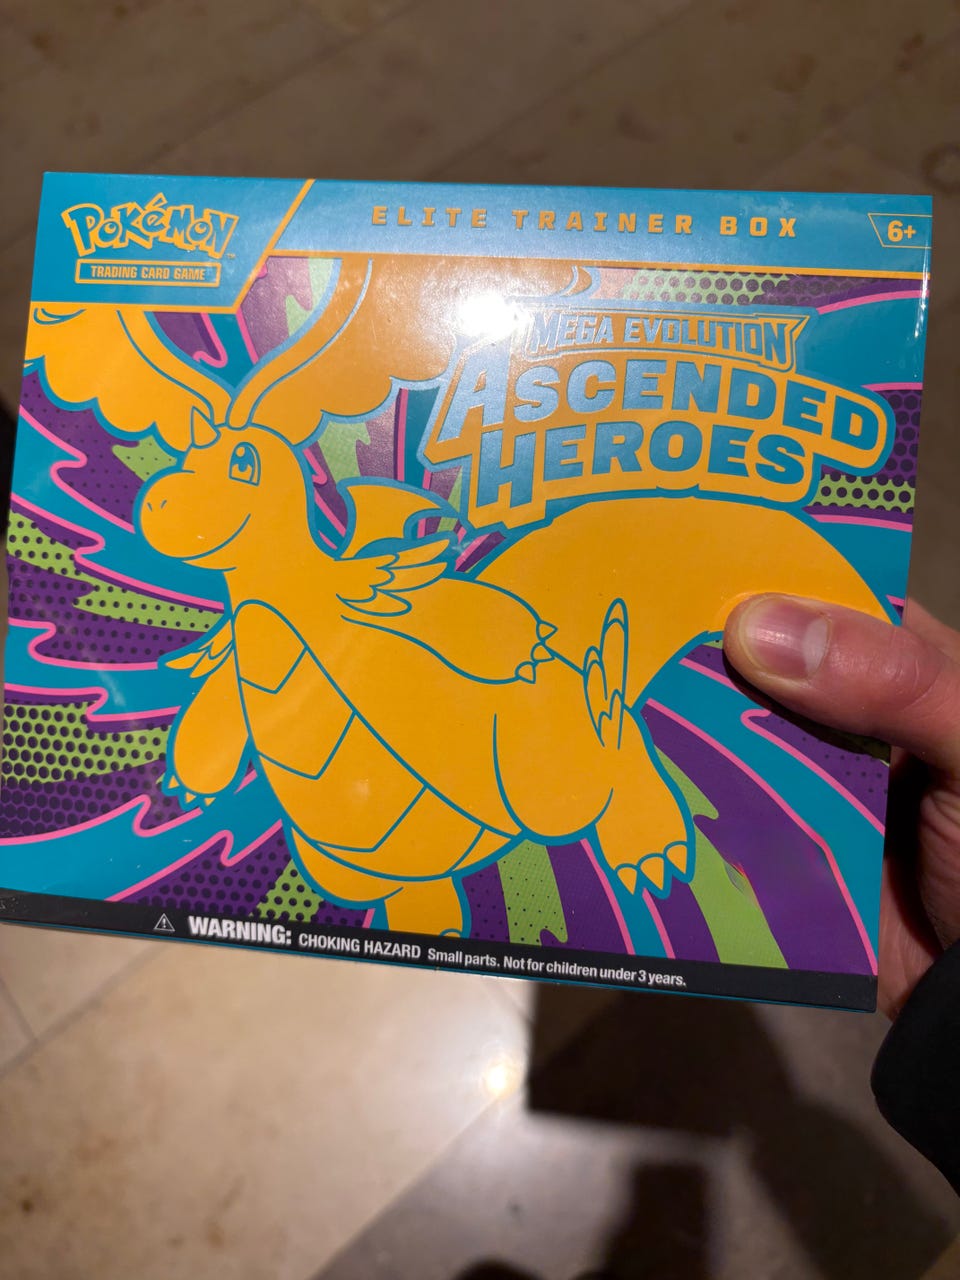 POKéMON™
TRADING CARD GAME
ELITE TRAINER BOX
6+
MEGA EVOLUTION
ASCENDED
HEROES
⚠ WARNING: CHOKING HAZARD Small parts. Not for children under 3 years.